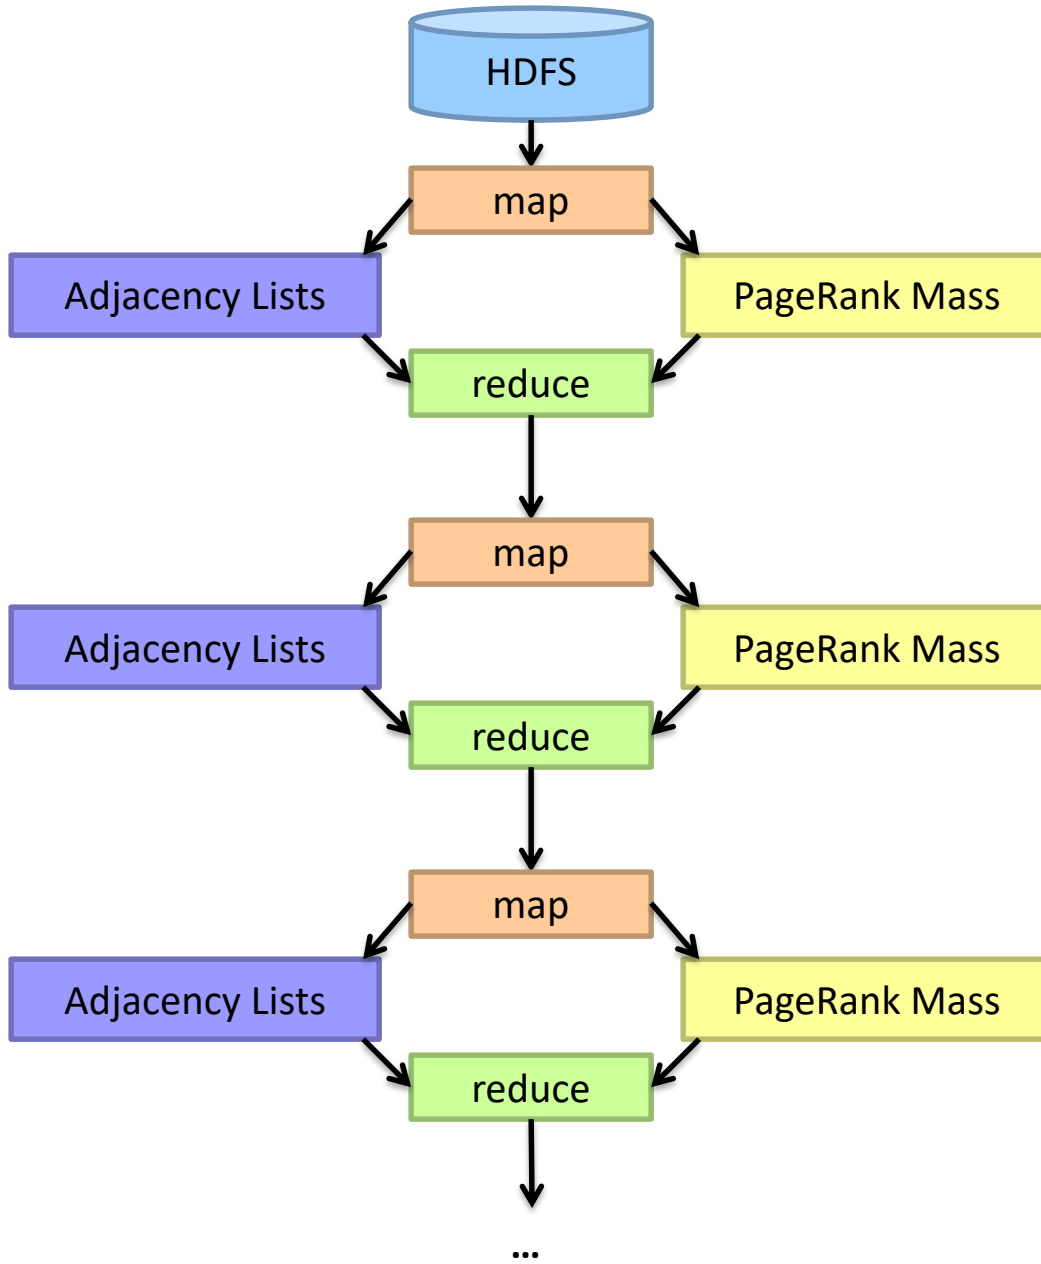 HDFS
map
Adjacency Lists
PageRank Mass
reduce
map
Adjacency Lists
PageRank Mass
reduce
map
Adjacency Lists
PageRank Mass
reduce
...